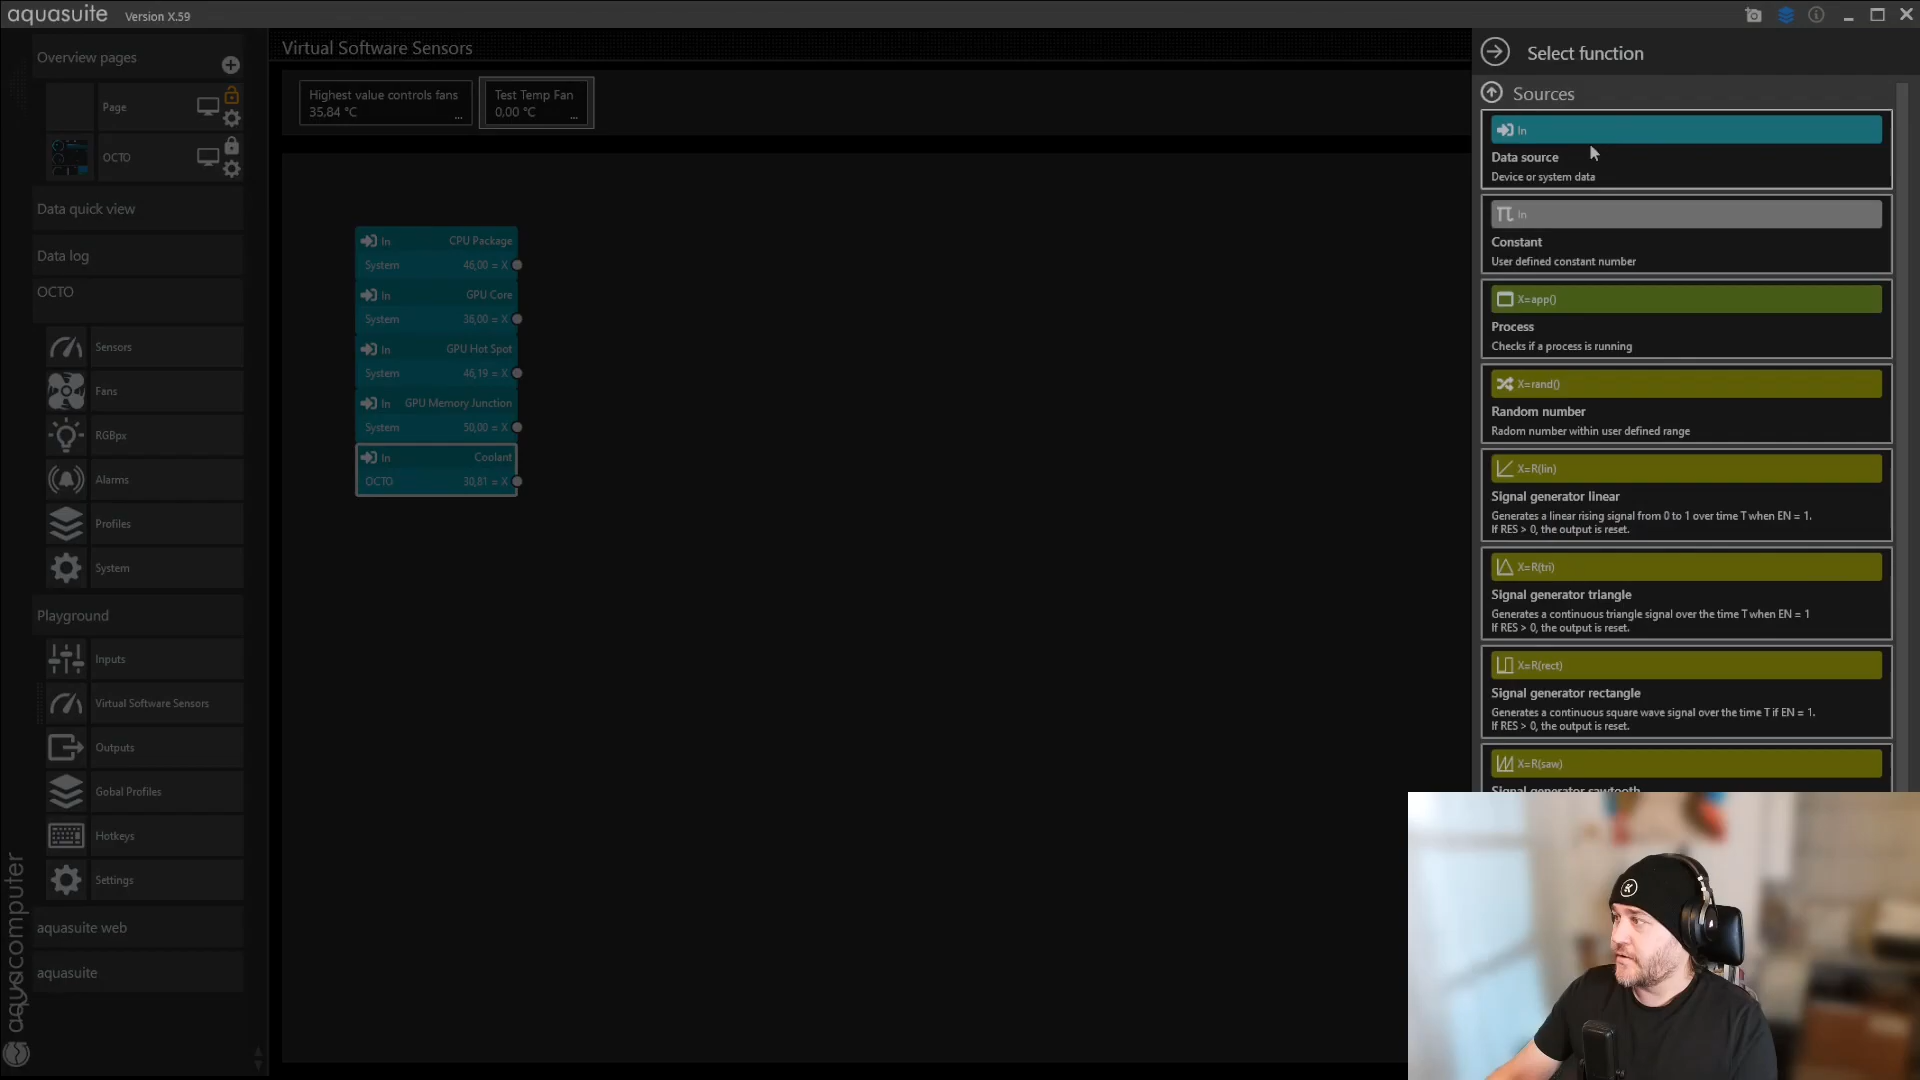 aquasuite Version X.59
Overview pages
Page
OCTO
Data quick view
Data log
OCTO
Sensors
Fans
RGBpx
Alarms
Profiles
System
Playground
Inputs
Virtual Software Sensors
Outputs
Gobal Profiles
Hotkeys
Settings
aquasuite web
aquasuite
aquacomputer
Virtual Software Sensors
Highest value controls fans
35,84 °C
...
Test Temp Fan
0,00 °C
...
In CPU Package
System 46,00 = X
In GPU Core
System 36,00 = X
In GPU Hot Spot
System 46,19 = X
In GPU Memory Junction
System 50,00 = X
In Coolant
OCTO 30,81 = X
Select function
Sources
In
Data source
Device or system data
In
Constant
User defined constant number
X=app()
Process
Checks if a process is running
X=rand()
Random number
Radom number within user defined range
X=R(lin)
Signal generator linear
Generates a linear rising signal from 0 to 1 over time T when EN = 1.
If RES > 0, the output is reset.
X=R(tri)
Signal generator triangle
Generates a continuous triangle signal over the time T when EN = 1
If RES > 0, the output is reset.
X=R(rect)
Signal generator rectangle
Generates a continuous square wave signal over the time T if EN = 1.
If RES > 0, the output is reset.
X=R(saw)
Signal generator sawtooth